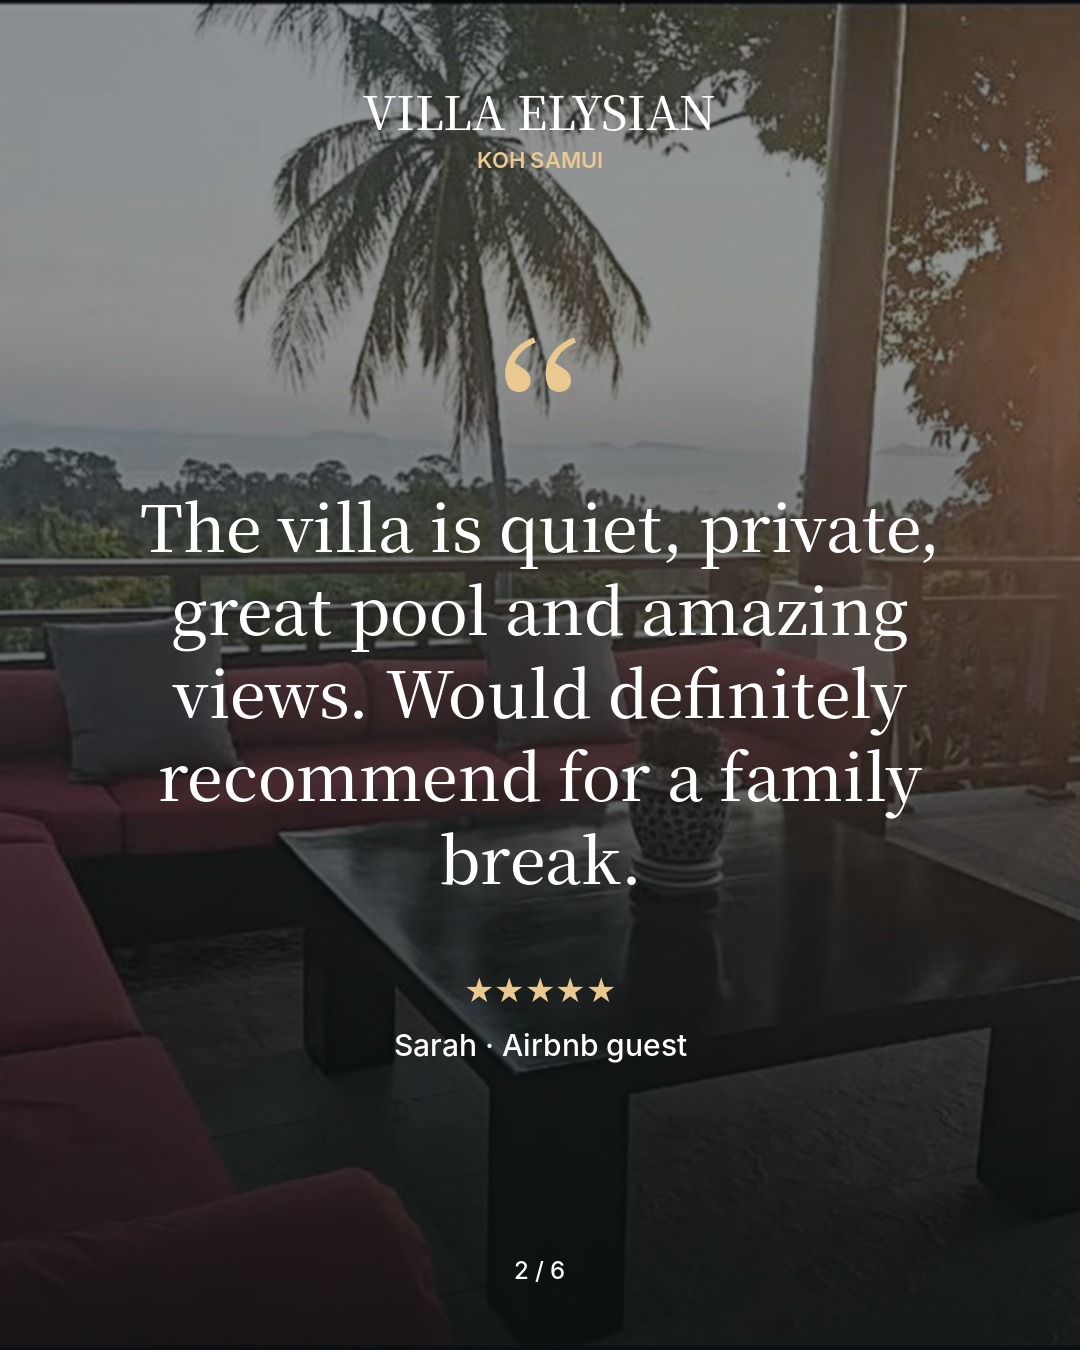 VILLA ELYSIAN
KOH SAMUI
“
The villa is quiet, private,
great pool and amazing
views. Would definitely
recommend for a family
break.
★★★★★
Sarah · Airbnb guest
2 / 6